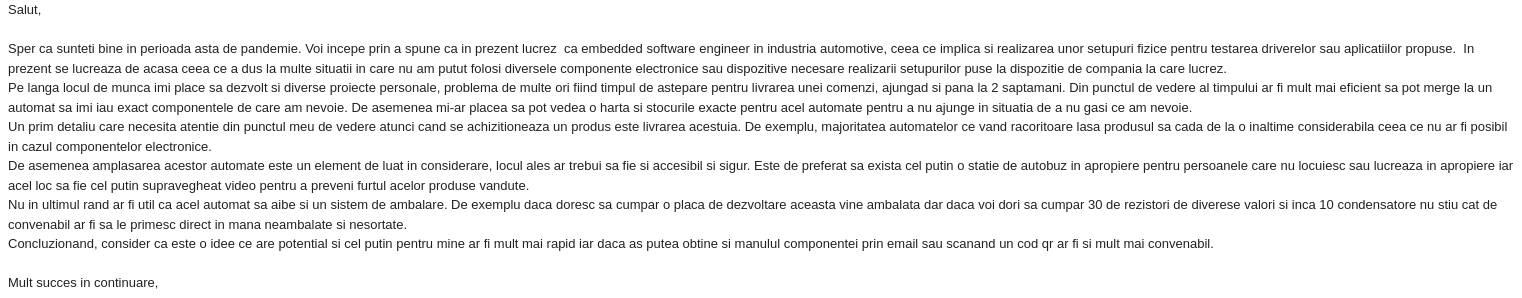 Salut,
Sper ca sunteti bine in perioada asta de pandemie. Voi incepe prin a spune ca in prezent lucrez  ca embedded software engineer in industria automotive, ceea ce implica si realizarea unor setupuri fizice pentru testarea driverelor sau aplicatiilor propuse.  In
prezent se lucreaza de acasa ceea ce a dus la multe situatii in care nu am putut folosi diversele componente electronice sau dispozitive necesare realizarii setupurilor puse la dispozitie de compania la care lucrez.
Pe langa locul de munca imi place sa dezvolt si diverse proiecte personale, problema de multe ori fiind timpul de astepare pentru livrarea unei comenzi, ajungad si pana la 2 saptamani. Din punctul de vedere al timpului ar fi mult mai eficient sa pot merge la un
automat sa imi iau exact componentele de care am nevoie. De asemenea mi-ar placea sa pot vedea o harta si stocurile exacte pentru acel automate pentru a nu ajunge in situatia de a nu gasi ce am nevoie.
Un prim detaliu care necesita atentie din punctul meu de vedere atunci cand se achizitioneaza un produs este livrarea acestuia. De exemplu, majoritatea automatelor ce vand racoritoare lasa produsul sa cada de la o inaltime considerabila ceea ce nu ar fi posibil
in cazul componentelor electronice.
De asemenea amplasarea acestor automate este un element de luat in considerare, locul ales ar trebui sa fie si accesibil si sigur. Este de preferat sa exista cel putin o statie de autobuz in apropiere pentru persoanele care nu locuiesc sau lucreaza in apropiere iar
acel loc sa fie cel putin supravegheat video pentru a preveni furtul acelor produse vandute.
Nu in ultimul rand ar fi util ca acel automat sa aibe si un sistem de ambalare. De exemplu daca doresc sa cumpar o placa de dezvoltare aceasta vine ambalata dar daca voi dori sa cumpar 30 de rezistori de diverese valori si inca 10 condensatore nu stiu cat de
convenabil ar fi sa le primesc direct in mana neambalate si nesortate.
Concluzionand, consider ca este o idee ce are potential si cel putin pentru mine ar fi mult mai rapid iar daca as putea obtine si manulul componentei prin email sau scanand un cod qr ar fi si mult mai convenabil.
Mult succes in continuare,